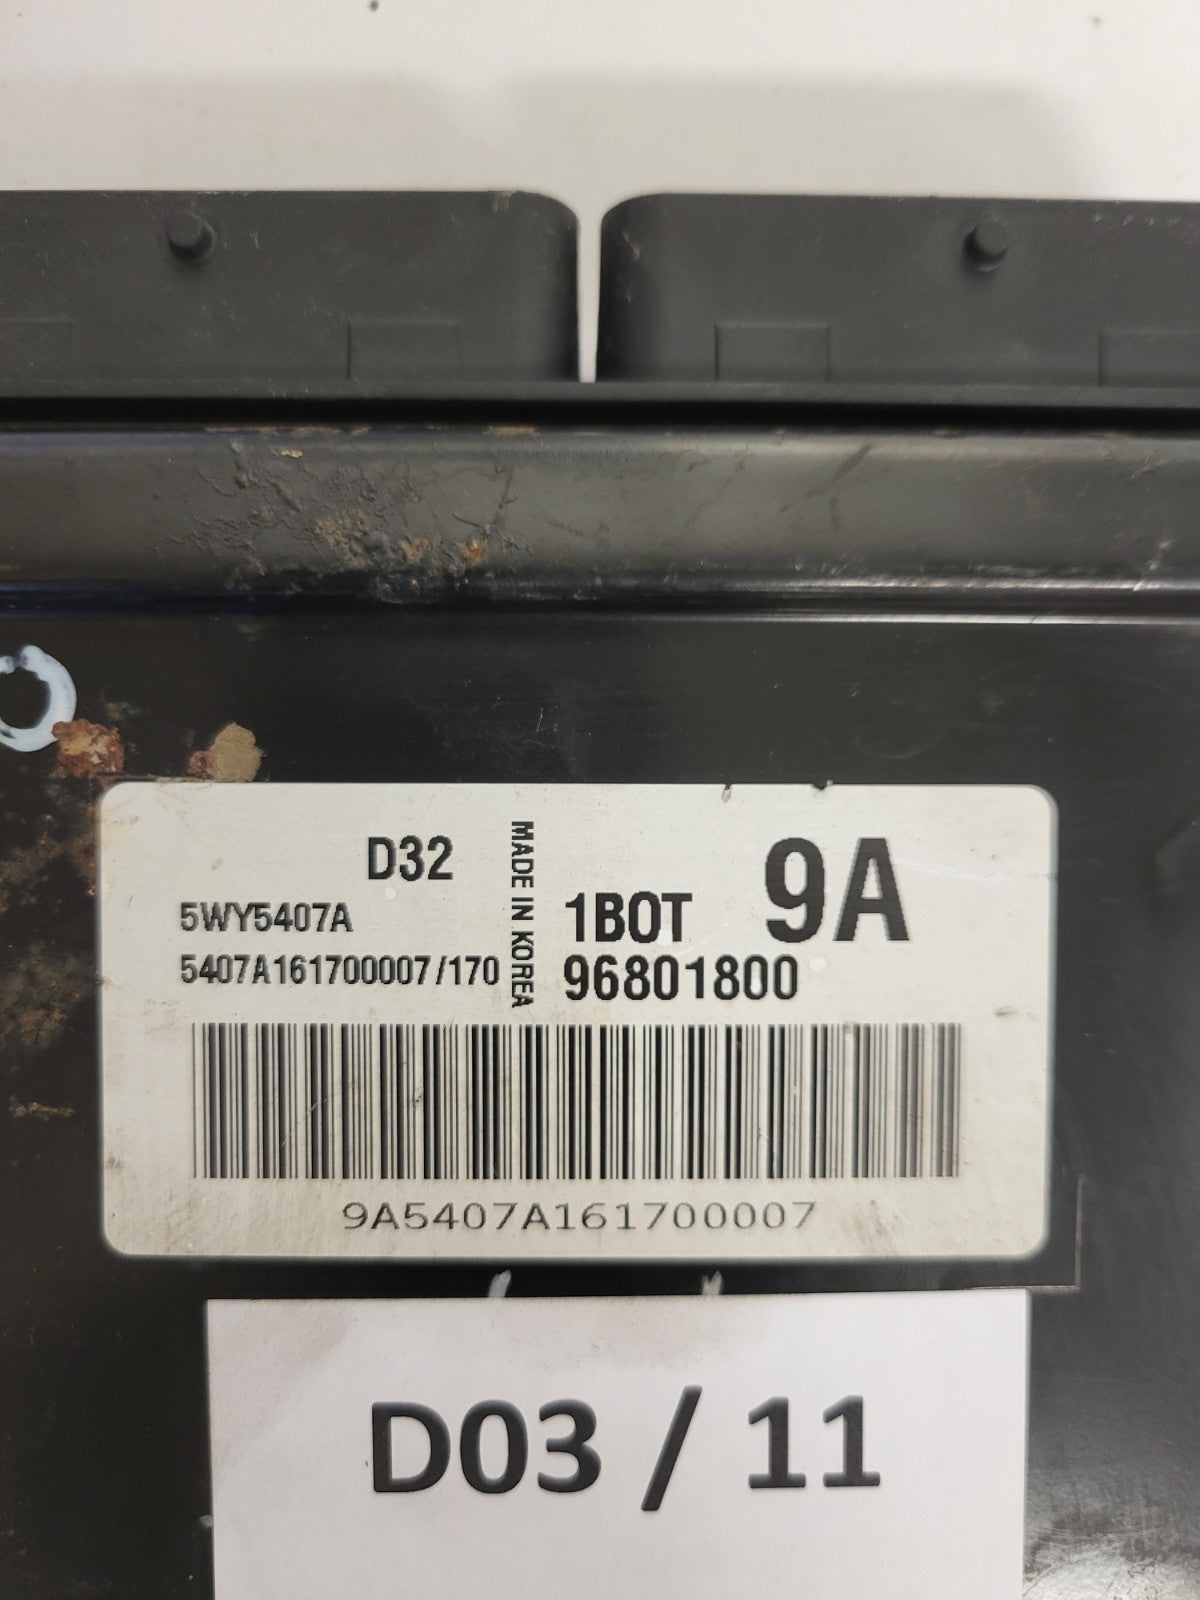 D32
5WY5407A
5407A161700007/170
MADE IN KOREA
1BOT
9A
96801800
9A5407A161700007
D03 / 11